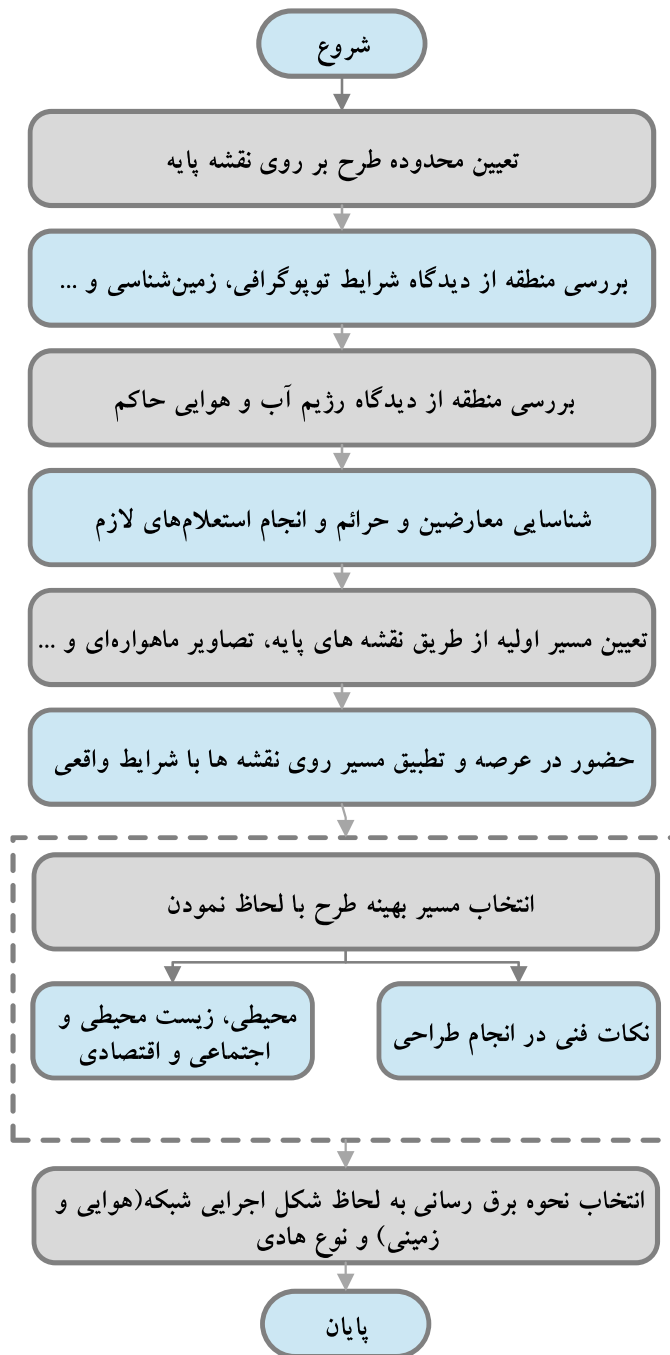 شروع
تعیین محدوده طرح بر روی نقشه پایه
بررسی منطقه از دیدگاه شرایط توپوگرافی، زمین‌شناسی و ...
بررسی منطقه از دیدگاه رژیم آب و هوایی حاکم
شناسایی معارضین و حرائم و انجام استعلام‌های لازم
تعیین مسیر اولیه از طریق نقشه های پایه، تصاویر ماهواره‌ای و ...
حضور در عرصه و تطبیق مسیر روی نقشه ها با شرایط واقعی
انتخاب مسیر بهینه طرح با لحاظ نمودن
نکات فنی در انجام طراحی
محیطی، زیست محیطی و
اجتماعی و اقتصادی
انتخاب نحوه برق رسانی به لحاظ شکل اجرایی شبکه(هوایی و
زمینی) و نوع هادی
پایان